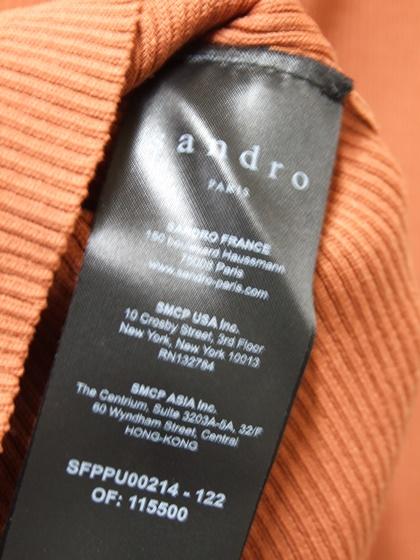 sandro
PARIS
SANDRO FRANCE
150 boulevard Haussmann
75008 Paris
www.sandro-paris.com
SMCP USA Inc.
10 Crosby Street, 3rd Floor
New York, New York 10013
RN132784
SMCP ASIA Inc.
The Centrium, Suite 3203A-5A, 32/F
60 Wyndham Street, Central
HONG-KONG
SFPPU00214 - 122
OF: 115500